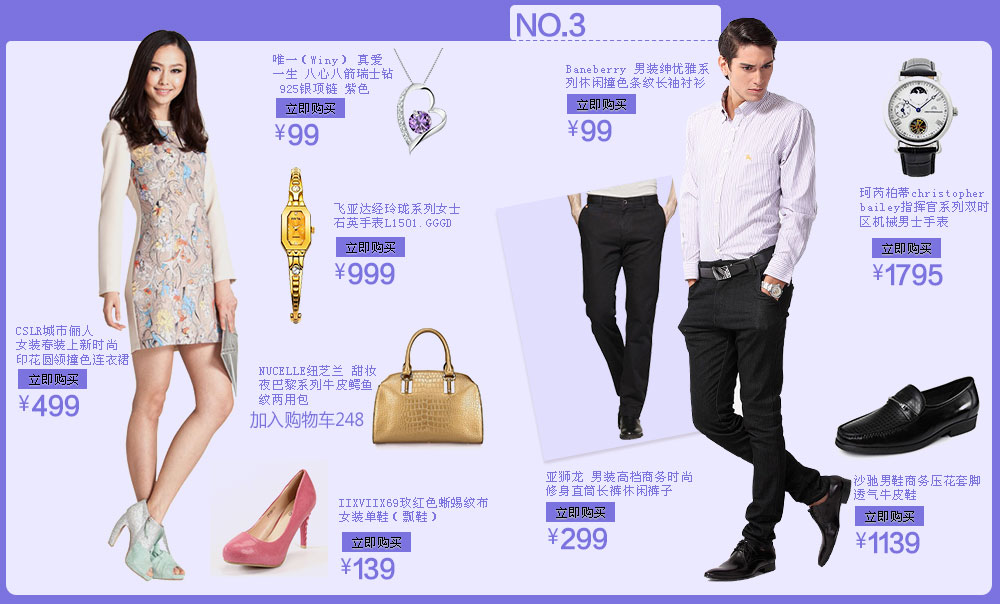 NO.3
唯一（Winy） 真爱
一生 八心八箭瑞士钻
925银项链 紫色
立即购买
¥99
飞亚达经玲珑系列女士
石英手表L1501.GGGD
立即购买
¥999
CSLR城市俪人
女装春装上新时尚
印花圆领撞色连衣裙
立即购买
¥499
NUCELLE纽芝兰 甜妆
夜巴黎系列牛皮鳄鱼
纹两用包
加入购物车248
IIXVIIX69玫红色蜥蜴纹布
女装单鞋（瓢鞋）
立即购买
¥139
Baneberry 男装绅优雅系
列休闲撞色条纹长袖衬衫
立即购买
¥99
珂芮柏蒂christopher
bailey指挥官系列双时
区机械男士手表
立即购买
¥1795
亚狮龙 男装高档商务时尚
修身直筒长裤休闲裤子
立即购买
¥299
沙驰男鞋商务压花套脚
透气牛皮鞋
立即购买
¥1139